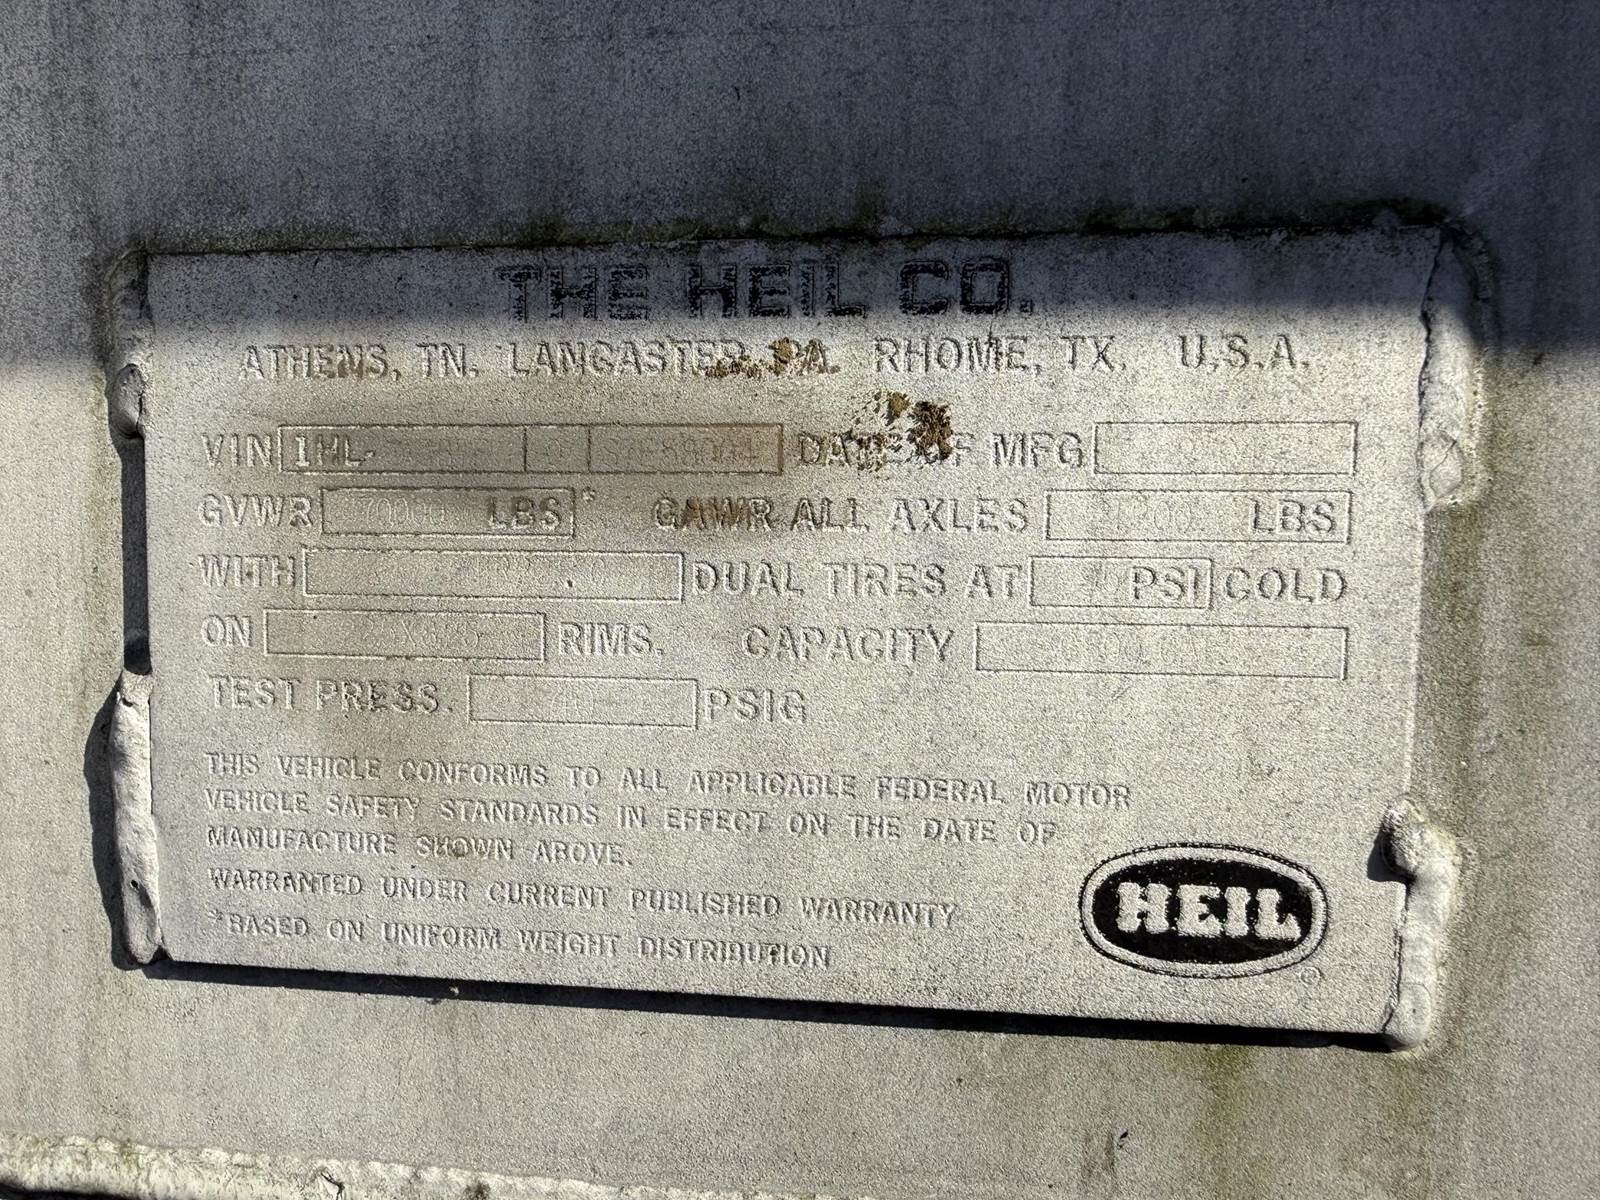 THE HEIL CO.
ATHENS, TN. LANCASTER, PA. RHOME, TX. U.S.A.
VIN 1HL- DATE OF MFG
GVWR LBS* GAWR ALL AXLES LBS
WITH DUAL TIRES AT PSI COLD
ON RIMS. CAPACITY
TEST PRESS. PSIG
THIS VEHICLE CONFORMS TO ALL APPLICABLE FEDERAL MOTOR
VEHICLE SAFETY STANDARDS IN EFFECT ON THE DATE OF
MANUFACTURE SHOWN ABOVE.
WARRANTED UNDER CURRENT PUBLISHED WARRANTY
*BASED ON UNIFORM WEIGHT DISTRIBUTION
HEIL ®